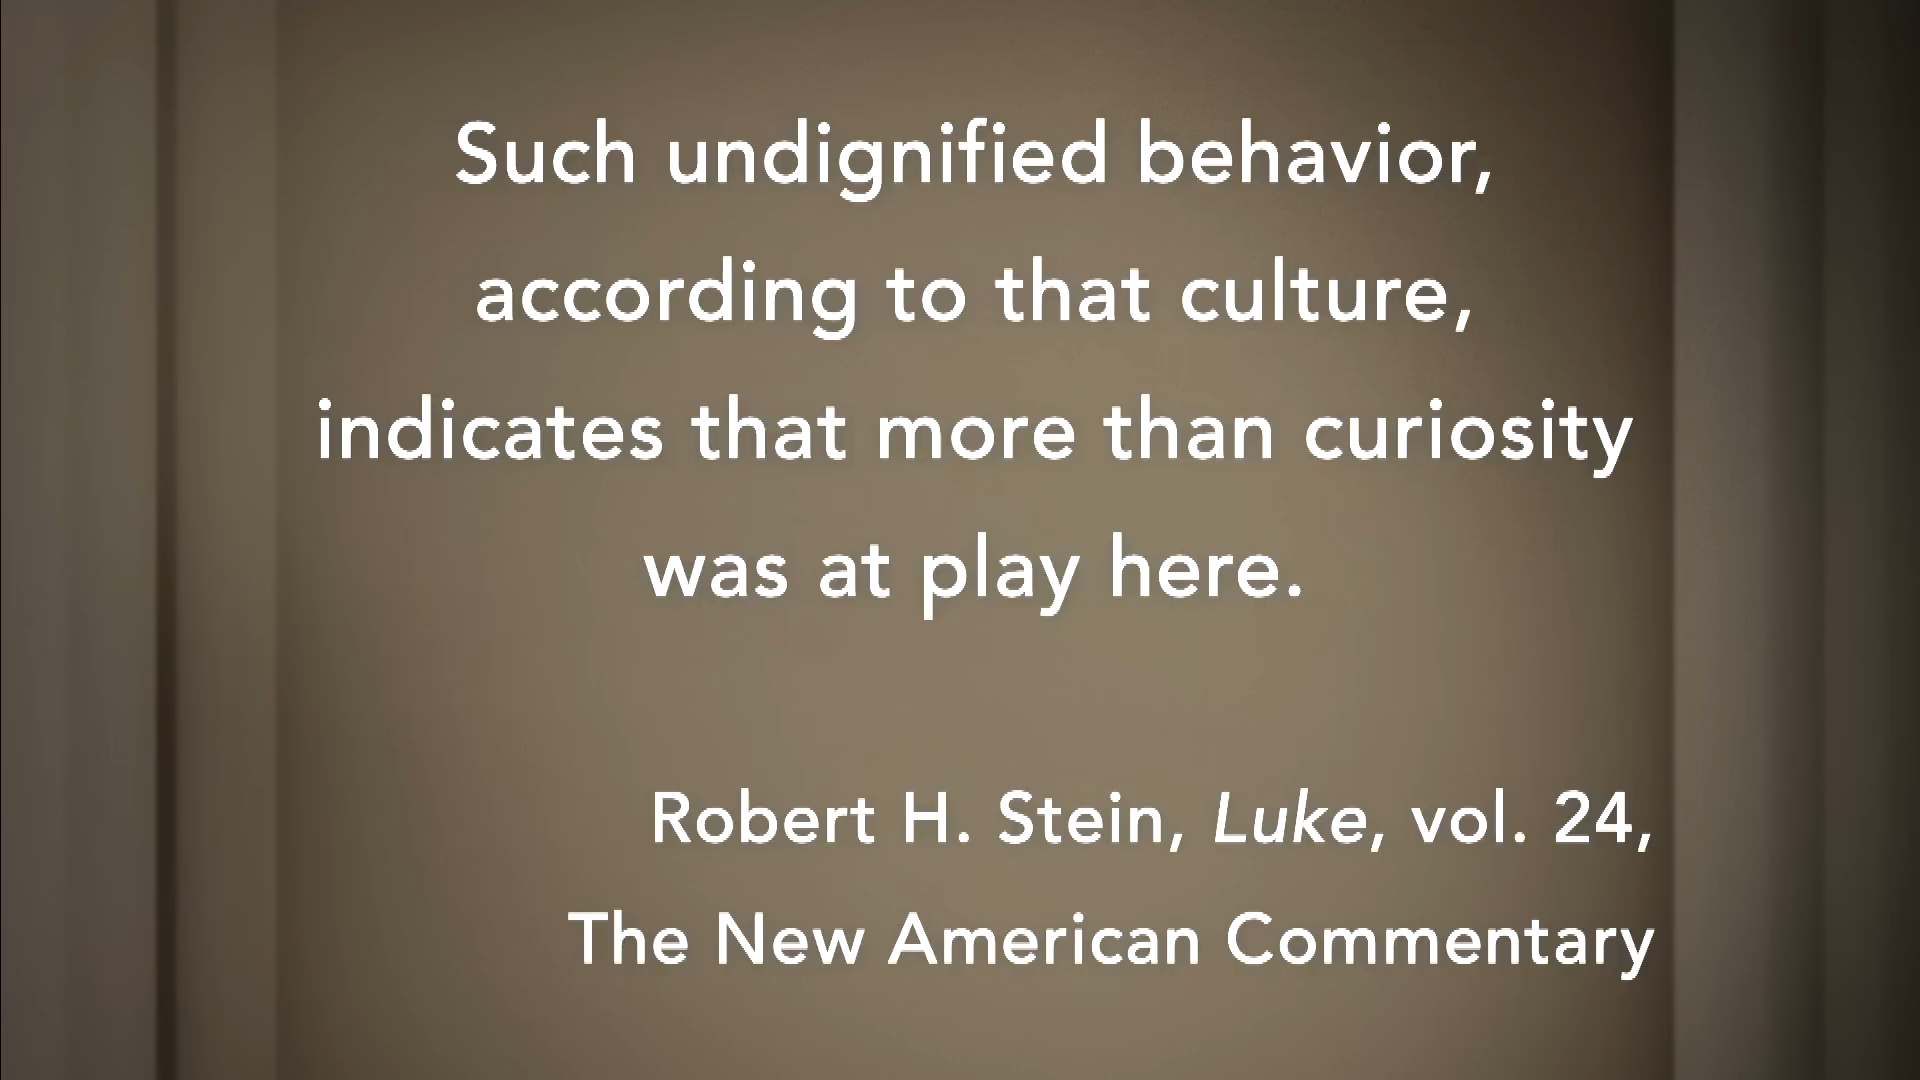 Such undignified behavior,
according to that culture,
indicates that more than curiosity
was at play here.
Robert H. Stein, Luke, vol. 24,
The New American Commentary